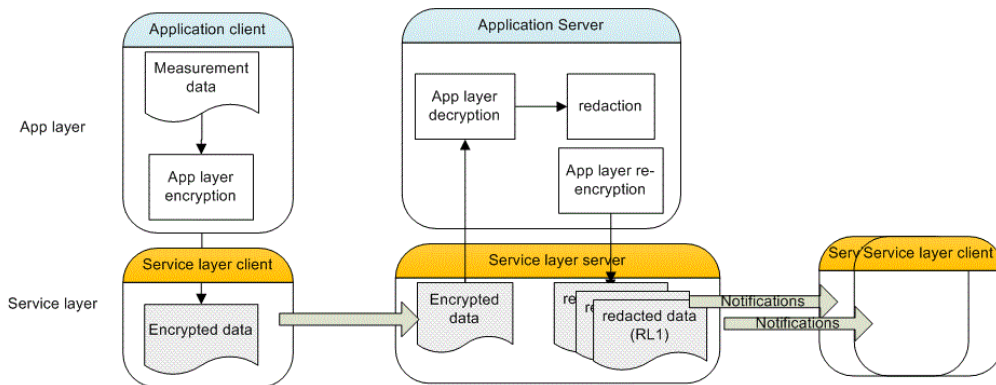 Application client
Application Server
Measurement
data
App layer
decryption
redaction
App layer
App layer
encryption
App layer re-
encryption
Service layer client
Service layer server
Service layer client
Service layer
Encrypted data
Encrypted
data
re
re
redacted data
(RL1)
Notifications
Notifications